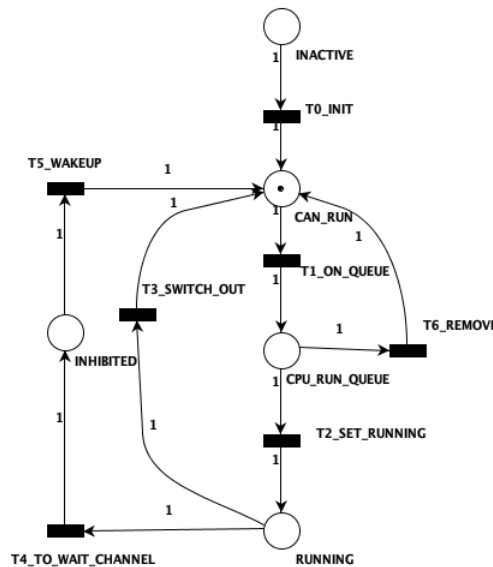 INACTIVE
1
T0_INIT
1
T5_WAKEUP
1
1
CAN_RUN
1
1
1
T1_ON_QUEUE
1
T3_SWITCH_OUT
1
T6_REMOVE
INHIBITED
CPU_RUN_QUEUE
1
1
1
T2_SET_RUNNING
1
1
T4_TO_WAIT_CHANNEL
RUNNING